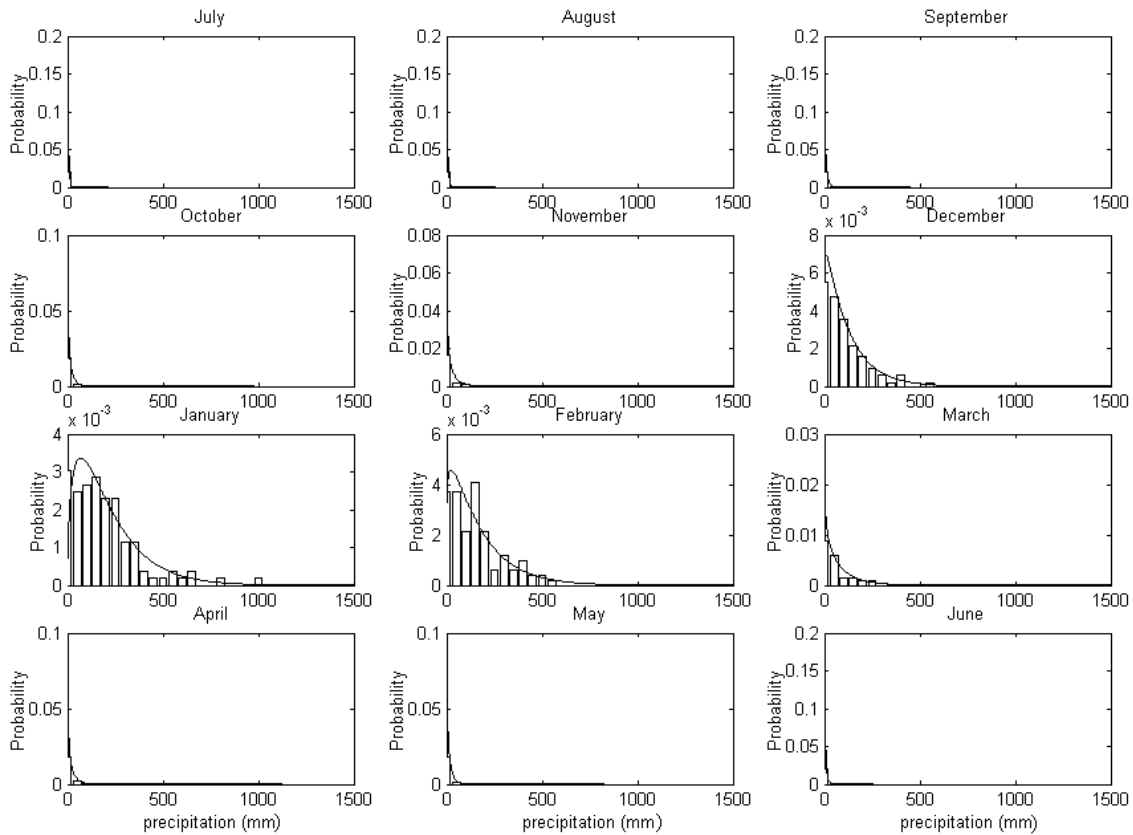 July August September
Probability 0.2 0.15 0.1 0.05 0 0 500 1000 1500
Probability 0.2 0.15 0.1 0.05 0 0 500 1000 1500
Probability 0.2 0.15 0.1 0.05 0 0 500 1000 1500
October November December
Probability 0.1 0.05 0 0 500 1000 1500
Probability 0.08 0.06 0.04 0.02 0 0 500 1000 1500
x 10⁻³
Probability 8 6 4 2 0 0 500 1000 1500
January February March
x 10⁻³
Probability 4 3 2 1 0 0 500 1000 1500
x 10⁻³
Probability 6 4 2 0 0 500 1000 1500
Probability 0.03 0.02 0.01 0 0 500 1000 1500
April May June
Probability 0.1 0.05 0 0 500 1000 1500
Probability 0.1 0.05 0 0 500 1000 1500
Probability 0.2 0.15 0.1 0.05 0 0 500 1000 1500
precipitation (mm) precipitation (mm) precipitation (mm)